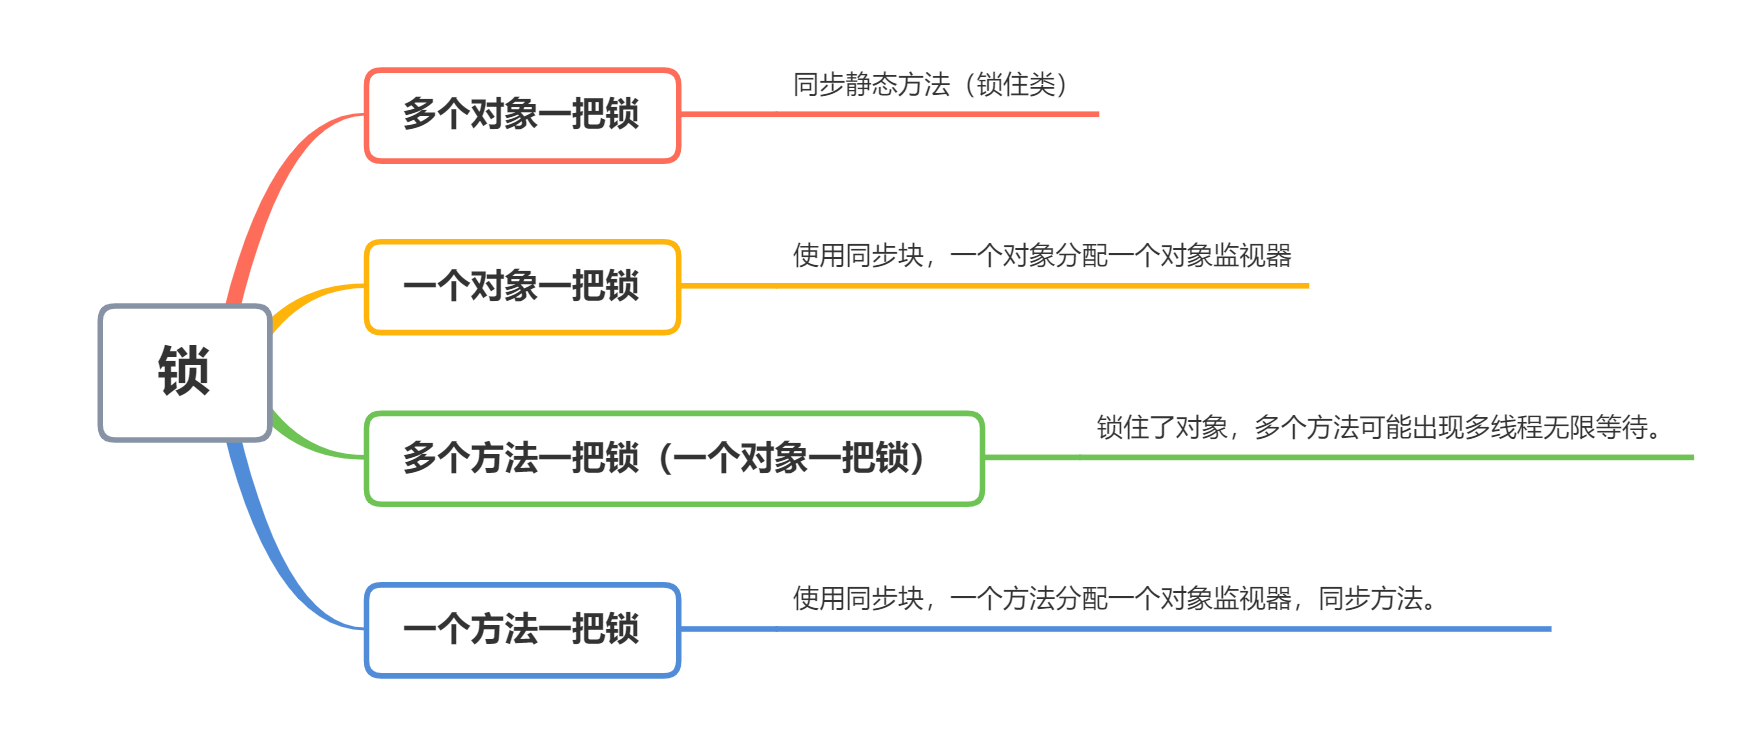 锁
多个对象一把锁
同步静态方法（锁住类）
一个对象一把锁
使用同步块，一个对象分配一个对象监视器
多个方法一把锁（一个对象一把锁）
锁住了对象，多个方法可能出现多线程无限等待。
一个方法一把锁
使用同步块，一个方法分配一个对象监视器，同步方法。